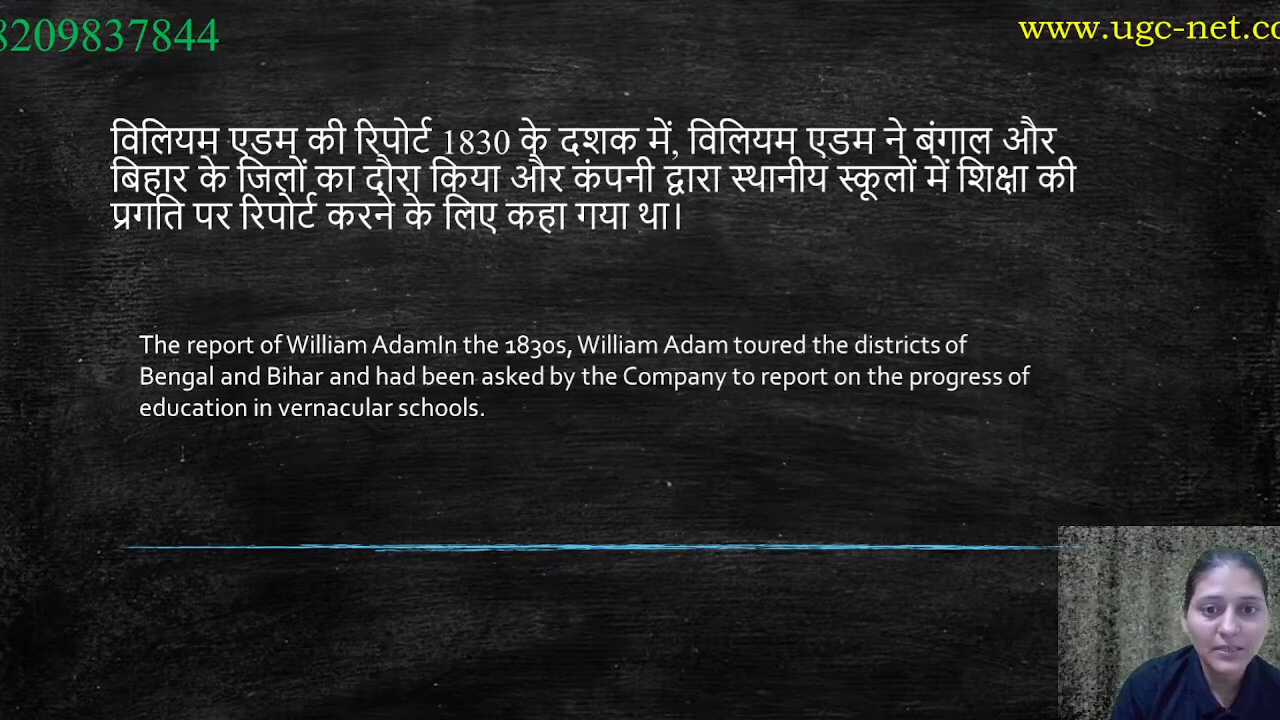 8209837844
www.ugc-net.co
विलियम एडम की रिपोर्ट 1830 के दशक में, विलियम एडम ने बंगाल और
बिहार के जिलों का दौरा किया और कंपनी द्वारा स्थानीय स्कूलों में शिक्षा की
प्रगति पर रिपोर्ट करने के लिए कहा गया था।
The report of William AdamIn the 1830s, William Adam toured the districts of
Bengal and Bihar and had been asked by the Company to report on the progress of
education in vernacular schools.